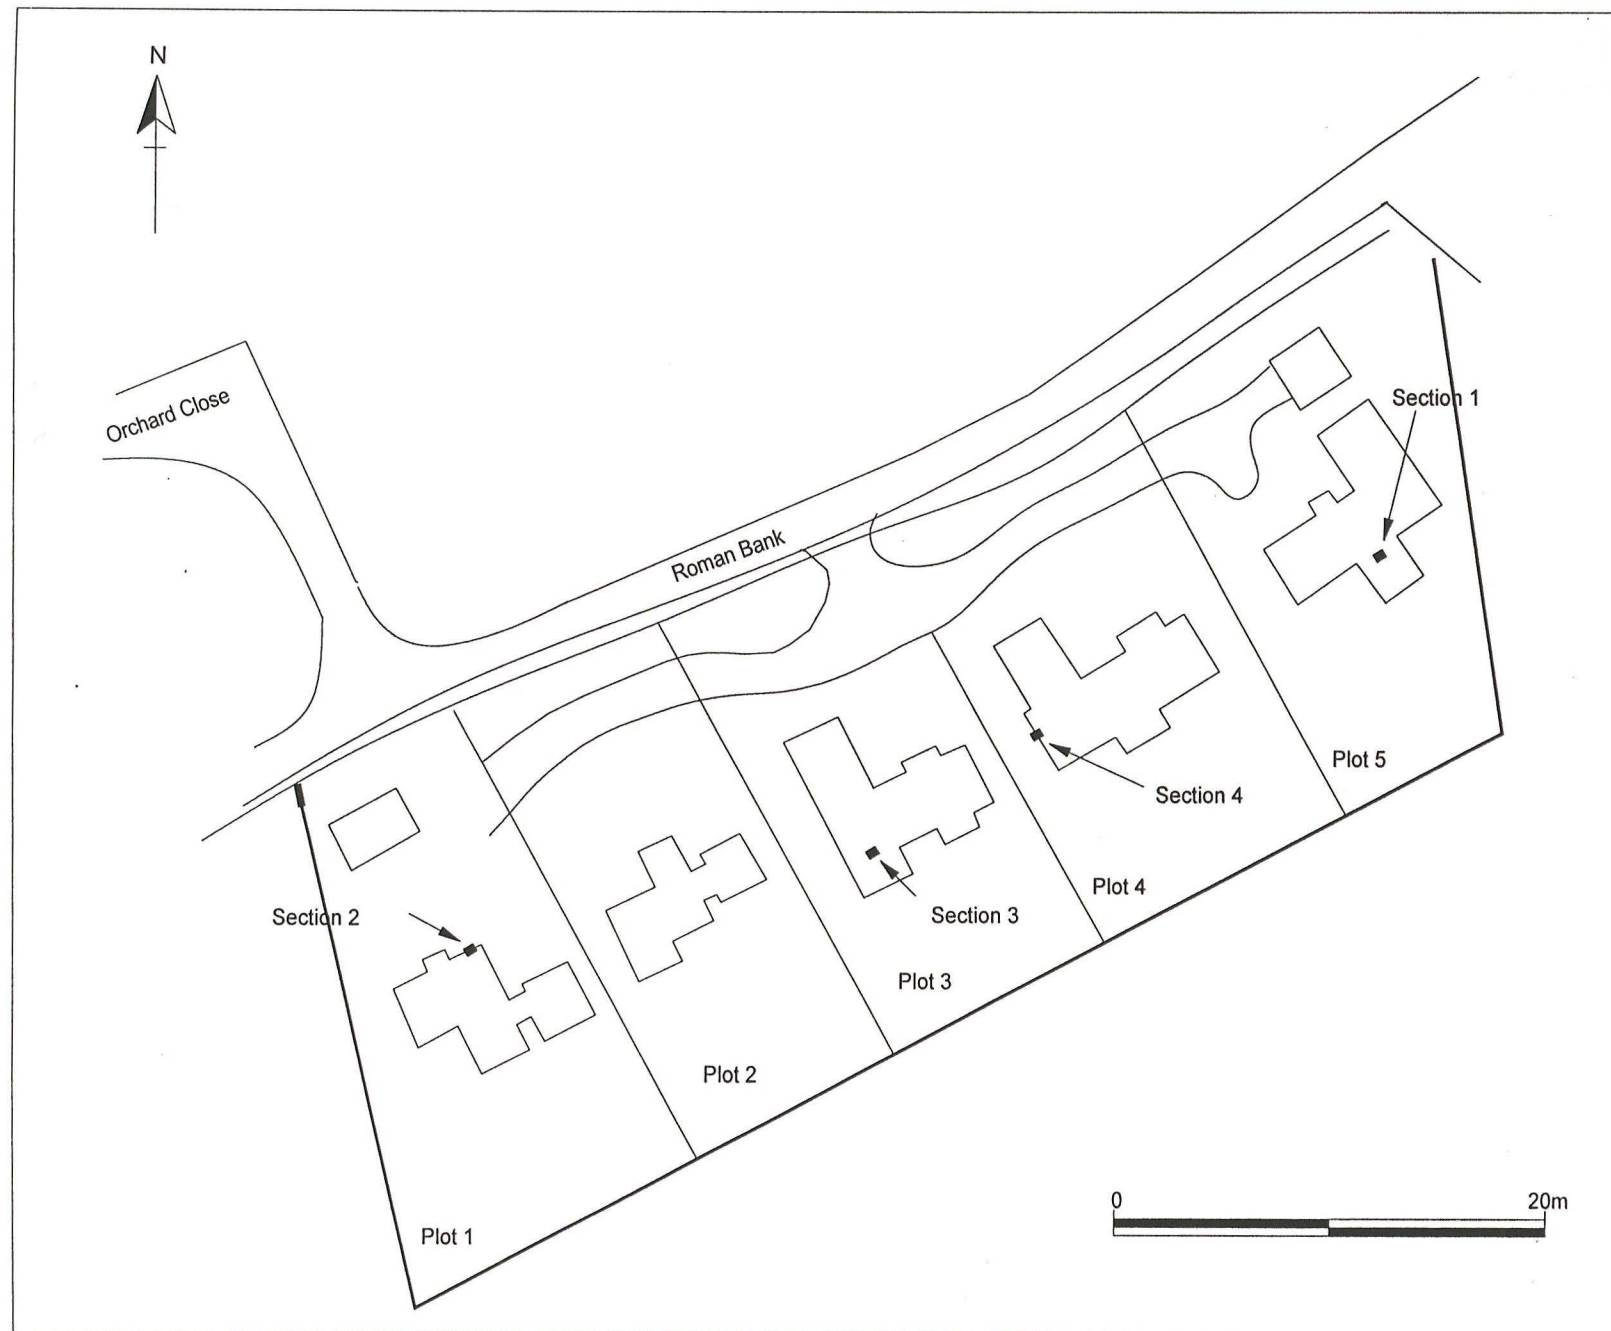 N
Orchard Close
Roman Bank
Section 1
Section 2
Section 3
Section 4
Plot 5
Plot 4
Plot 3
Plot 2
Plot 1
0 20m